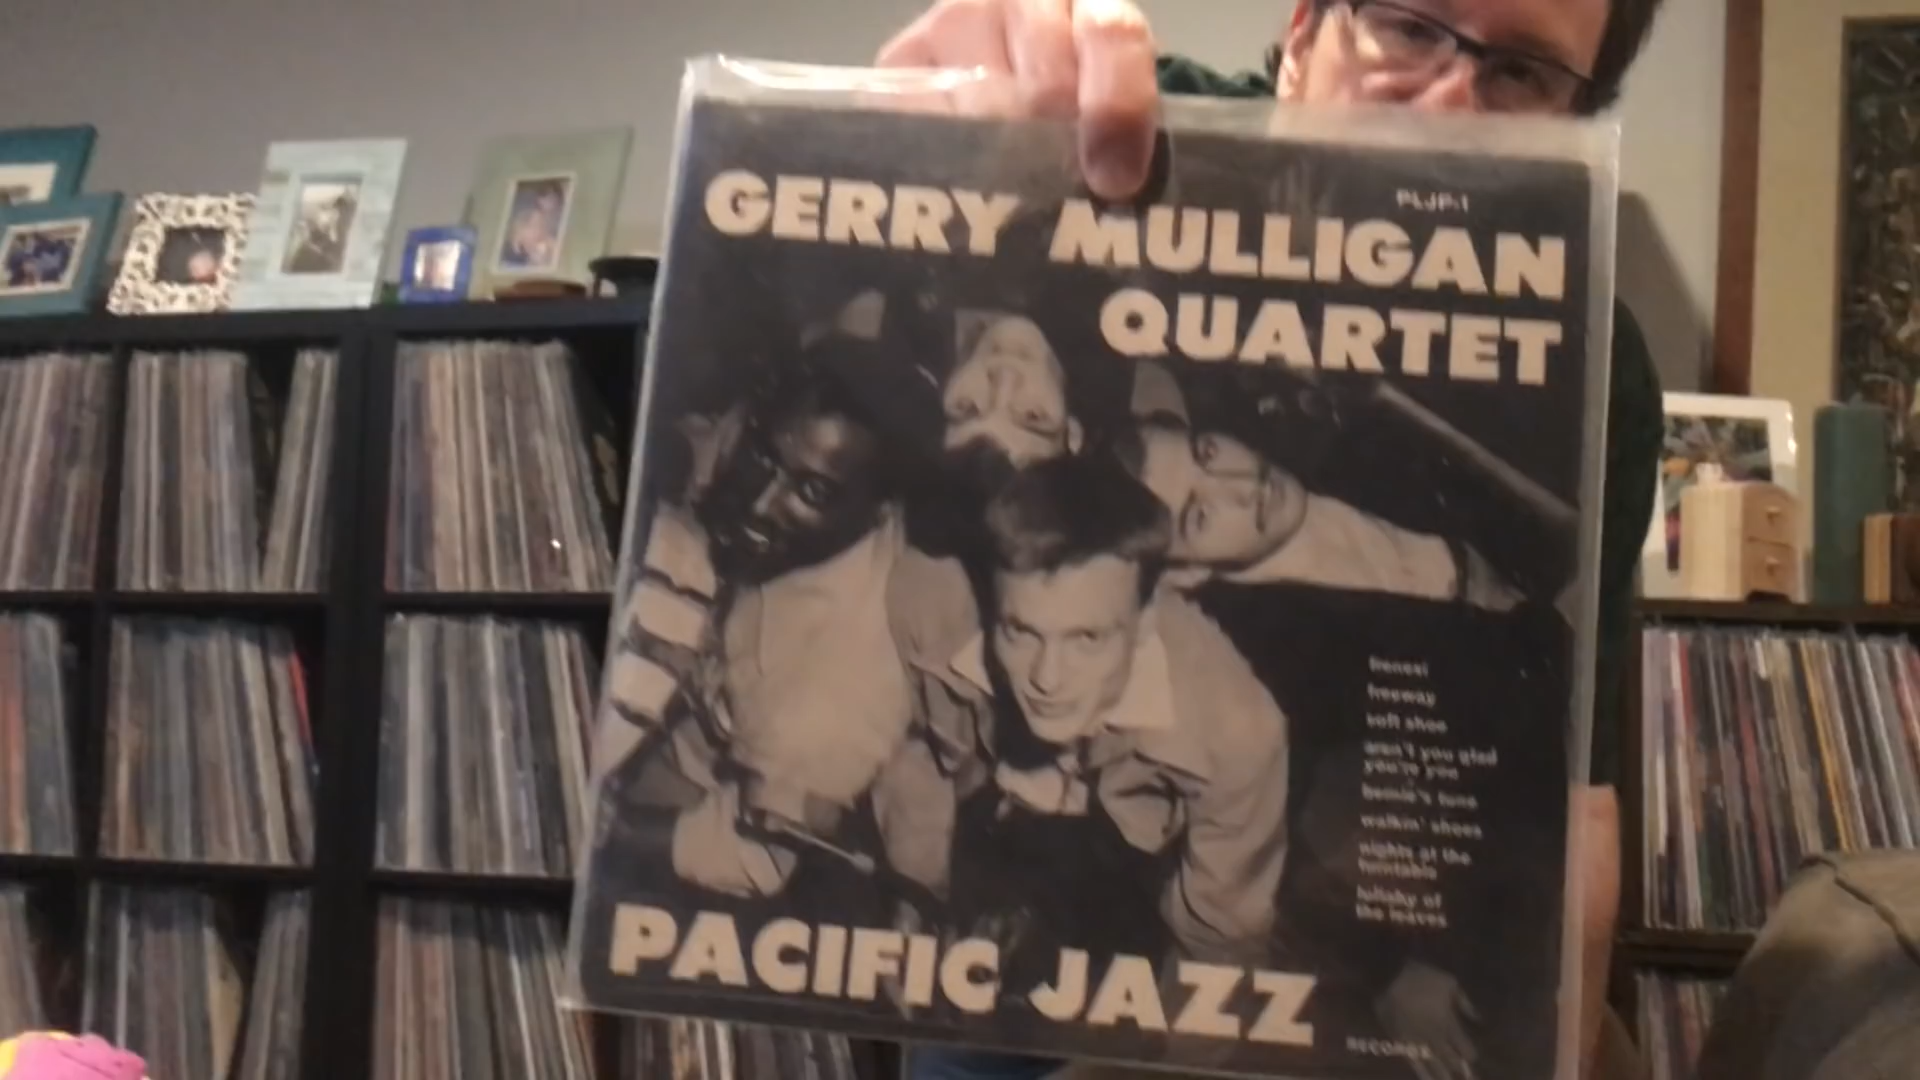 PLJP-1
GERRY MULLIGAN
QUARTET
frenesi
freeway
soft shoe
aren't you glad
you're you
bernie's tune
walkin' shoes
nights at the
turntable
lullaby of
the leaves
PACIFIC JAZZ
RECORDS